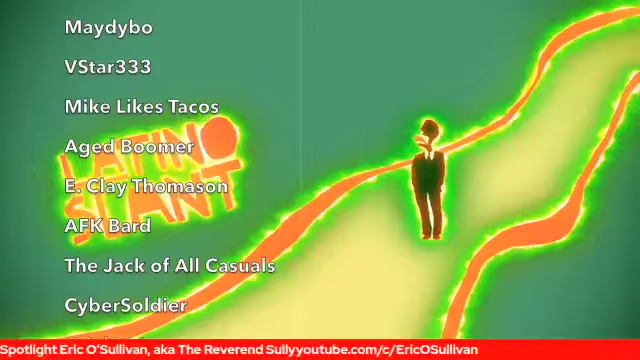 Maydybo
VStar333
Mike Likes Tacos
Aged Boomer
E. Clay Thomason
AFK Bard
The Jack of All Casuals
CyberSoldier
LATINO
SLANT
Spotlight Eric O'Sullivan, aka The Reverend Sullyyoutube.com/c/EricOSullivan